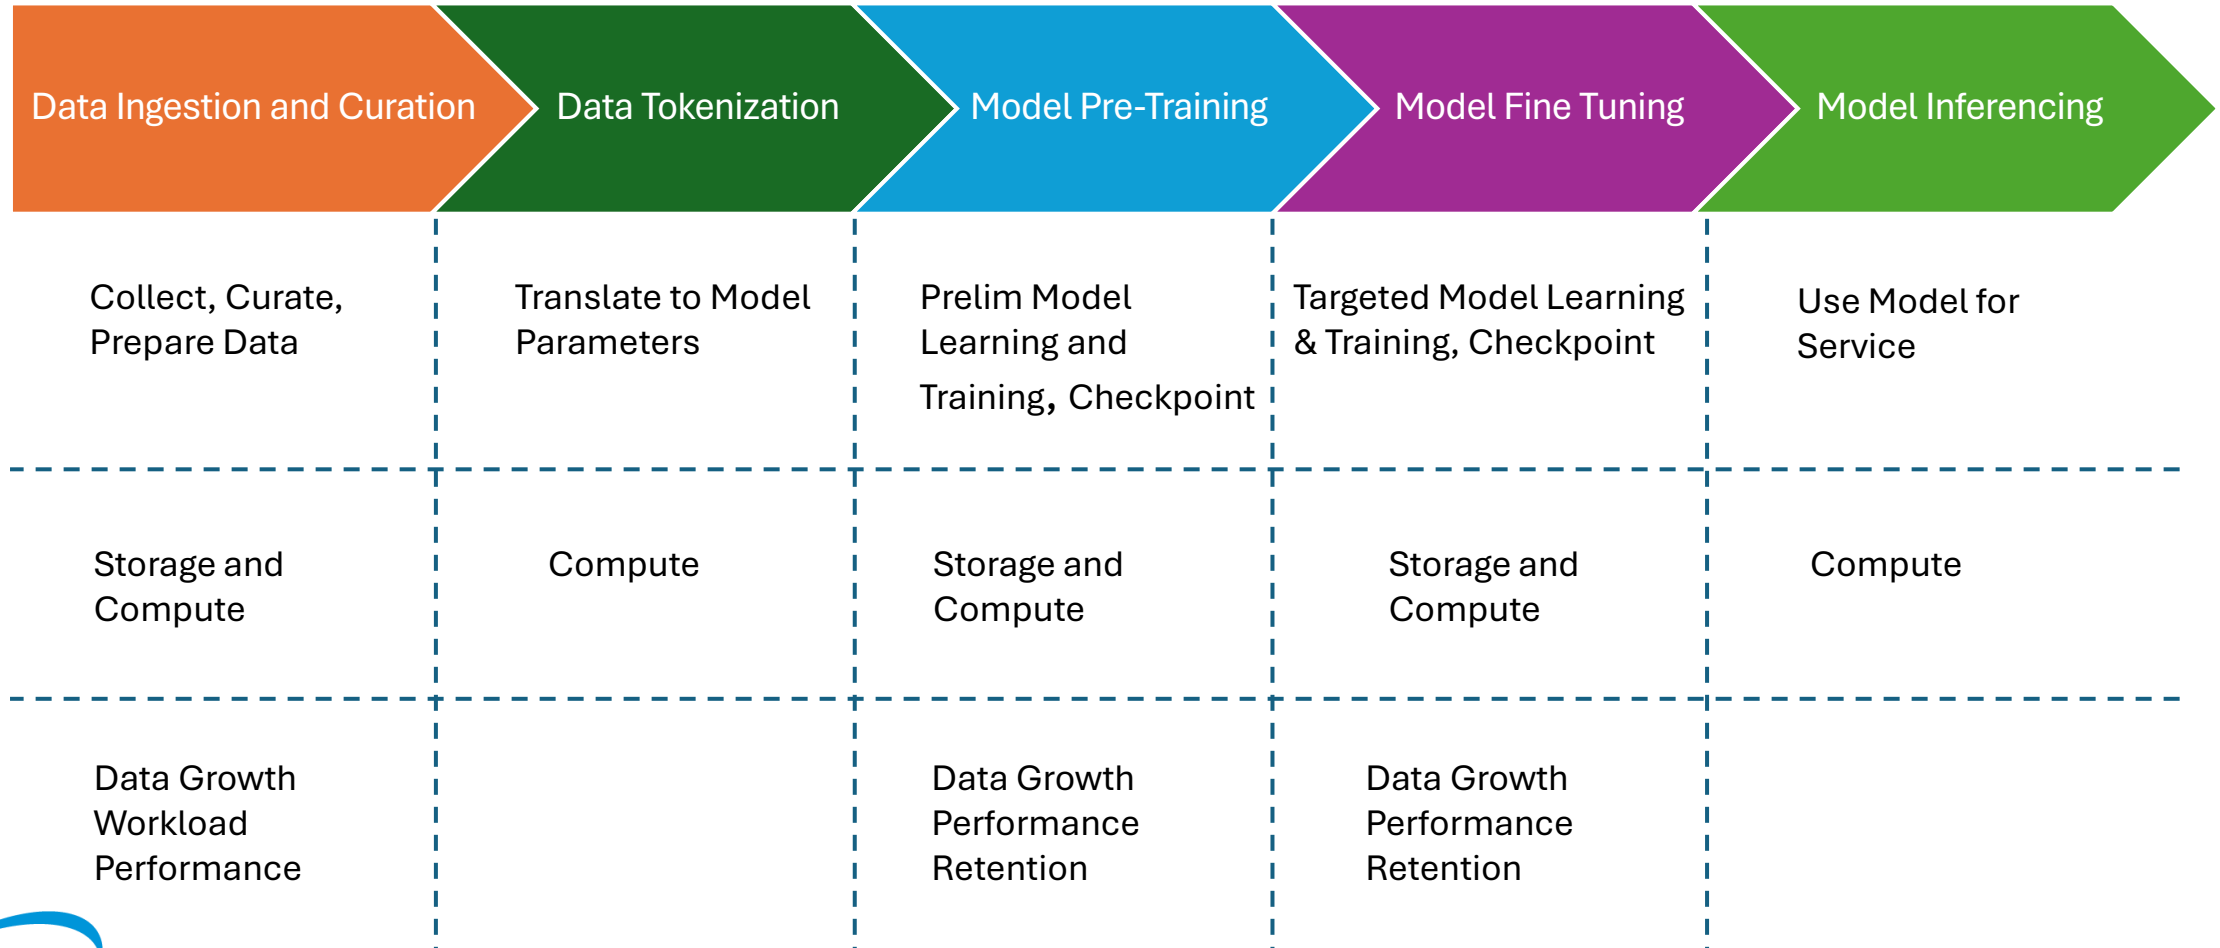 Data Ingestion and Curation
Data Tokenization
Model Pre-Training
Model Fine Tuning
Model Inferencing
Collect, Curate,
Prepare Data
Translate to Model
Parameters
Prelim Model
Learning and
Training, Checkpoint
Targeted Model Learning
& Training, Checkpoint
Use Model for
Service
Storage and
Compute
Compute
Storage and
Compute
Storage and
Compute
Compute
Data Growth
Workload
Performance
Data Growth
Performance
Retention
Data Growth
Performance
Retention